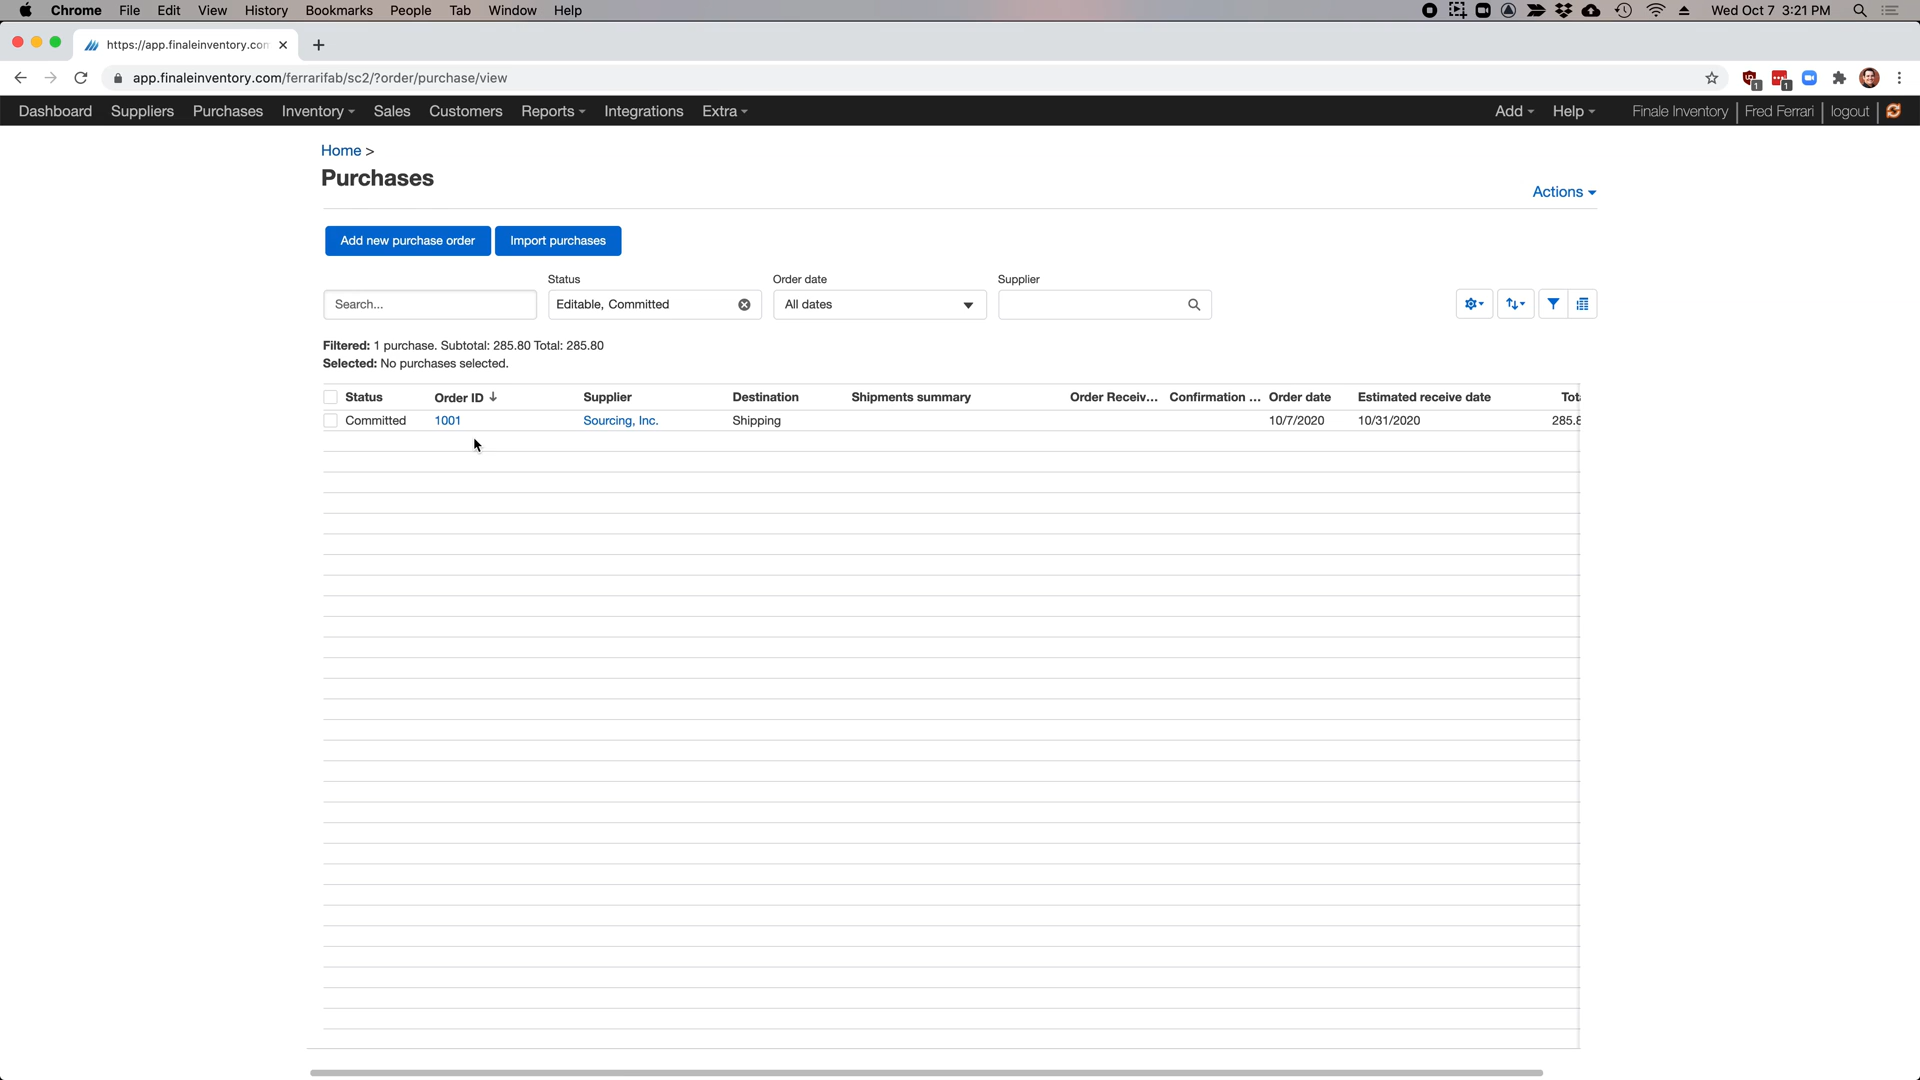 Chrome File Edit View History Bookmarks People Tab Window Help Wed Oct 7 3:21 PM
https://app.finaleinventory.com
app.finaleinventory.com/ferrarifab/sc2/?order/purchase/view 1 1
Dashboard Suppliers Purchases Inventory Sales Customers Reports Integrations Extra Add Help Finale Inventory Fred Ferrari logout
Home >
Purchases
Actions
Add new purchase order Import purchases
Status Order date Supplier
Search... Editable, Committed All dates
Filtered: 1 purchase. Subtotal: 285.80 Total: 285.80
Selected: No purchases selected.
Status Order ID Supplier Destination Shipments summary Order Receiv... Confirmation ... Order date Estimated receive date Tota
Committed 1001 Sourcing, Inc. Shipping 10/7/2020 10/31/2020 285.8